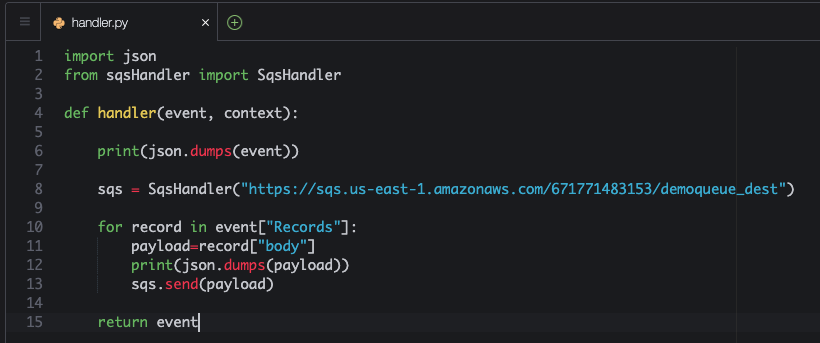 handler.py
1 import json
2 from sqsHandler import SqsHandler
3
4 def handler(event, context):
5
6     print(json.dumps(event))
7
8     sqs = SqsHandler("https://sqs.us-east-1.amazonaws.com/671771483153/demoqueue_dest")
9
10     for record in event["Records"]:
11         payload=record["body"]
12         print(json.dumps(payload))
13         sqs.send(payload)
14
15     return event